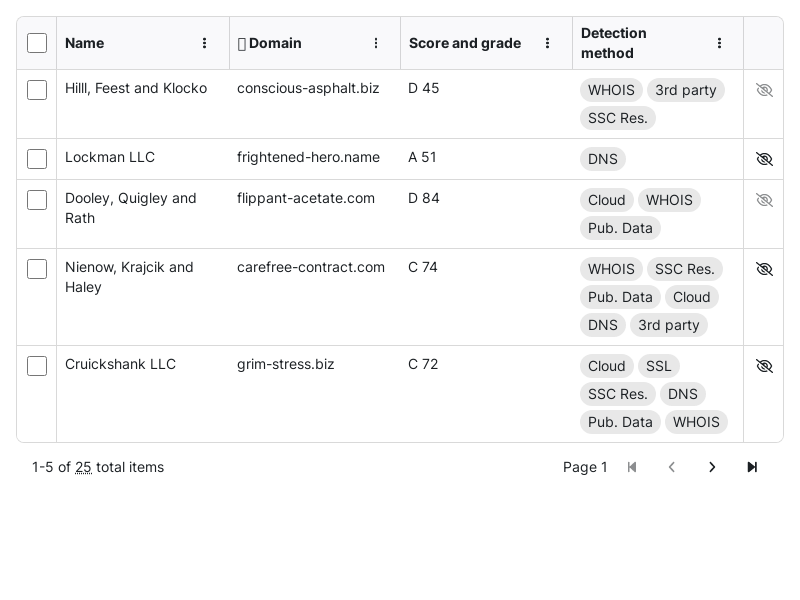 Name
Domain
Score and grade
Detection
method
Hilll, Feest and Klocko
conscious-asphalt.biz
D 45
WHOIS 3rd party
SSC Res.
Lockman LLC
frightened-hero.name
A 51
DNS
Dooley, Quigley and
Rath
flippant-acetate.com
D 84
Cloud WHOIS
Pub. Data
Nienow, Krajcik and
Haley
carefree-contract.com
C 74
WHOIS SSC Res.
Pub. Data Cloud
DNS 3rd party
Cruickshank LLC
grim-stress.biz
C 72
Cloud SSL
SSC Res. DNS
Pub. Data WHOIS
1-5 of 25 total items
Page 1